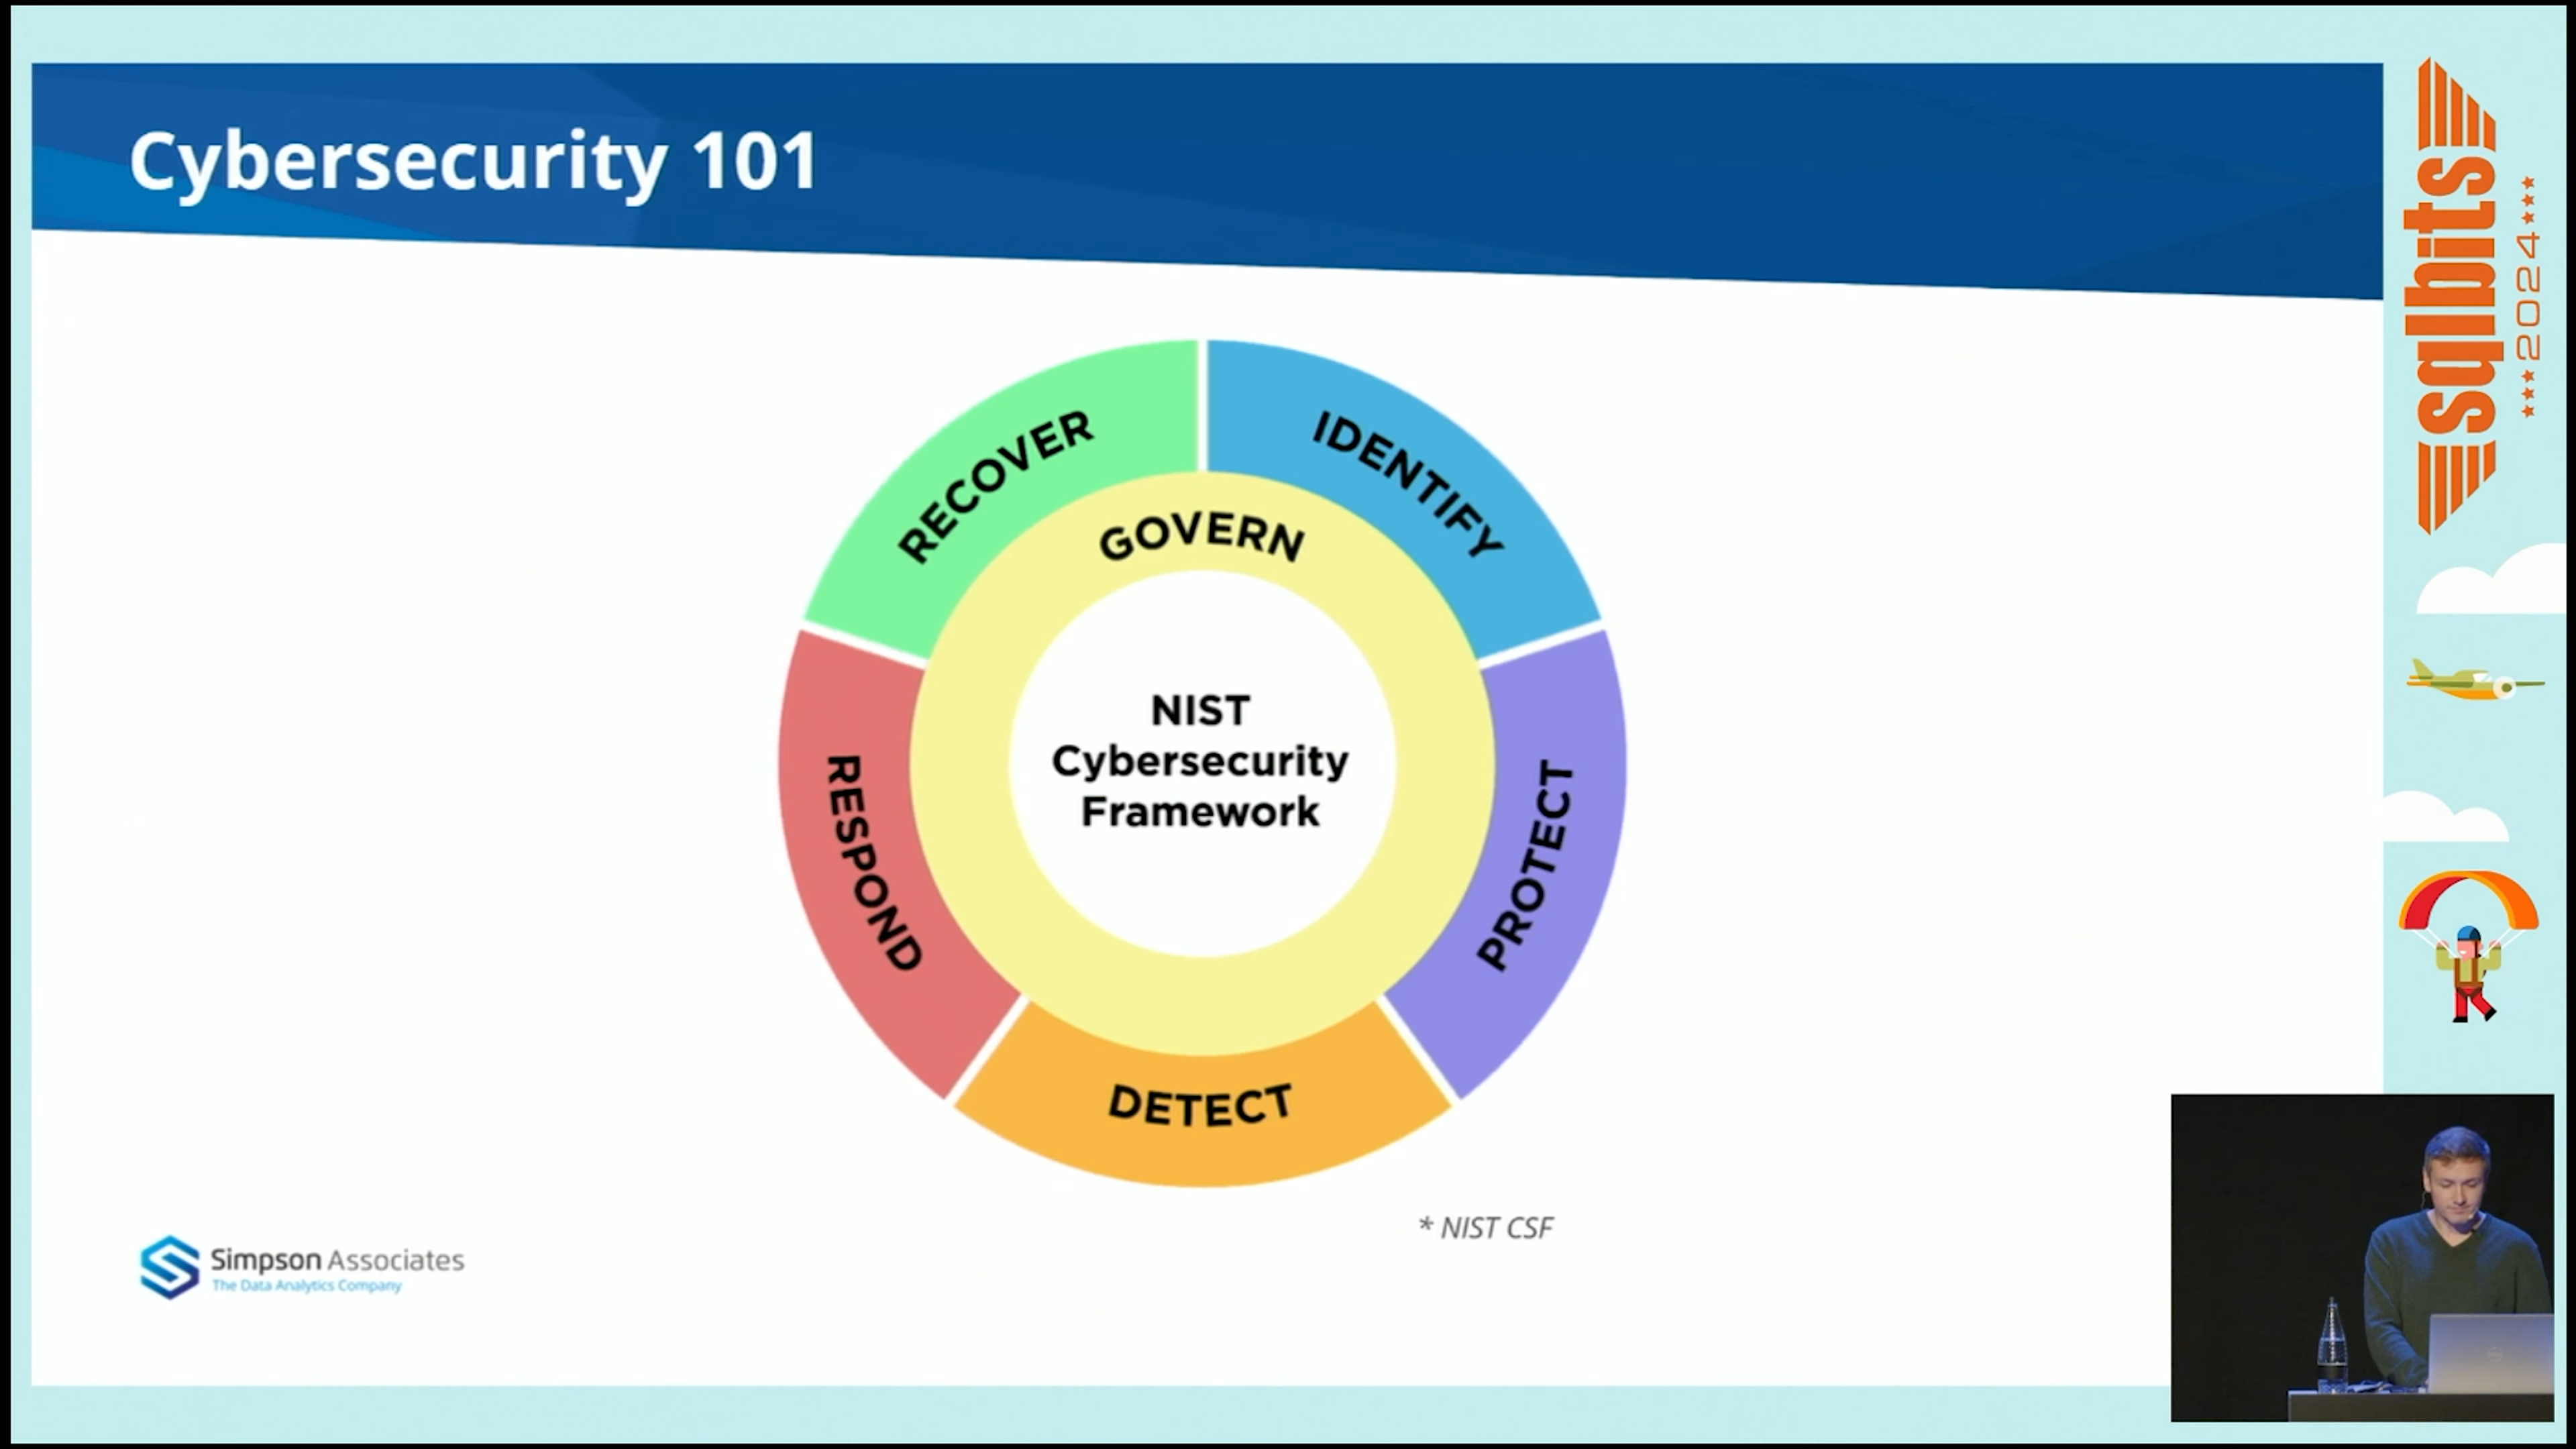 Cybersecurity 101
RECOVER
IDENTIFY
GOVERN
NIST
Cybersecurity
Framework
RESPOND
PROTECT
DETECT
* NIST CSF
Simpson Associates
The Data Analytics Company
sqlbits
2024